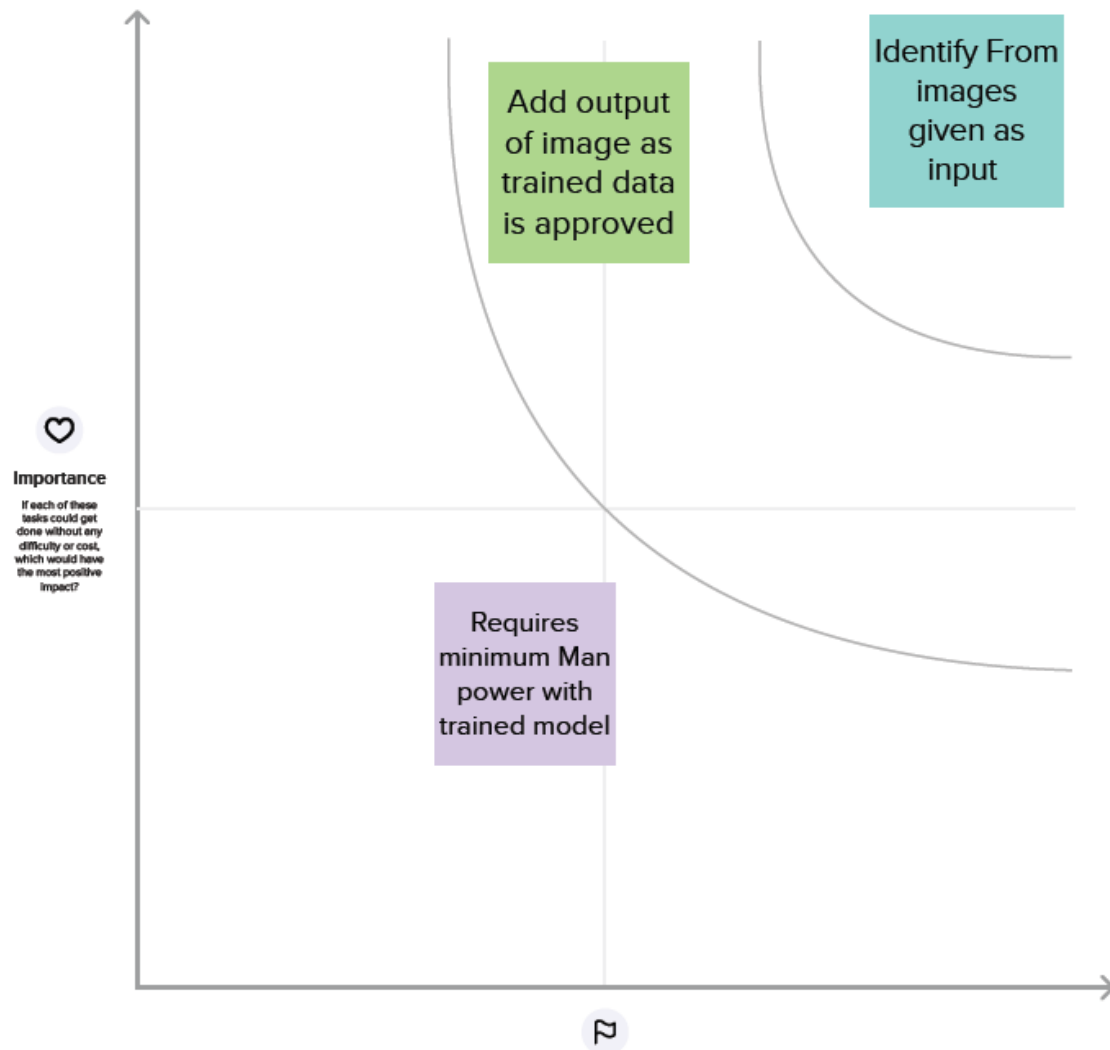 Identify From
images
given as
input
Add output
of image as
trained data
is approved
Importance
If each of these
tasks could get
done without any
difficulty or cost,
which would have
the most positive
impact?
Requires
minimum Man
power with
trained model